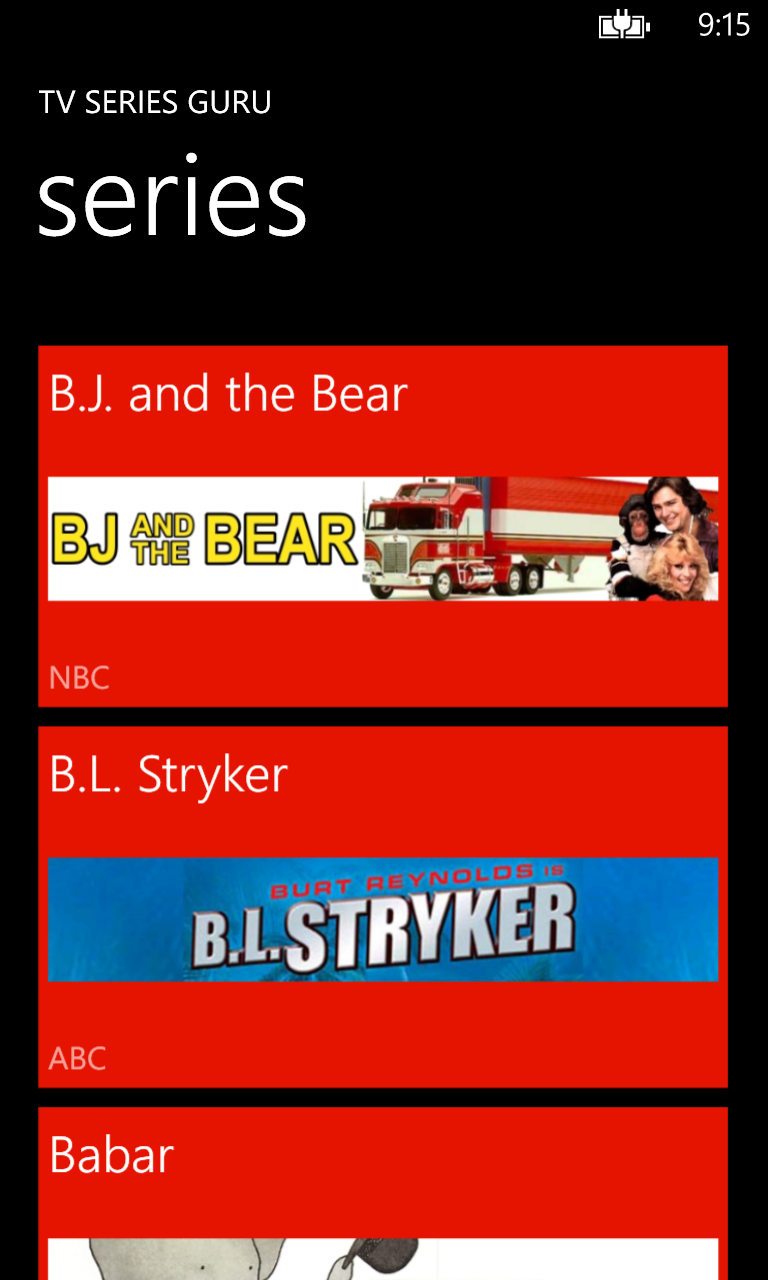 9:15
TV SERIES GURU
series
B.J. and the Bear
BJ AND THE BEAR
NBC
B.L. Stryker
BURT REYNOLDS IS
B.L. STRYKER
ABC
Babar